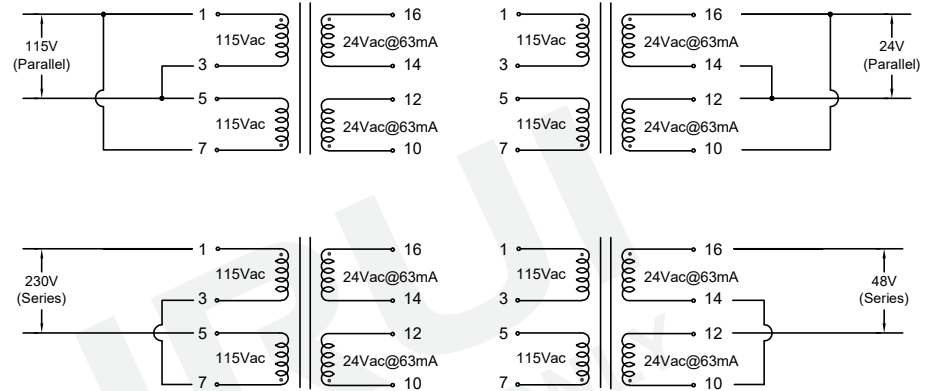 1 16 1 16
115V 115Vac 24Vac@63mA 115Vac 24Vac@63mA 24V
(Parallel) (Parallel)
3 14 3 14
5 12 5 12
115Vac 24Vac@63mA 115Vac 24Vac@63mA
7 10 7 10
1 16 1 16
230V 115Vac 24Vac@63mA 115Vac 24Vac@63mA 48V
(Series) (Series)
3 14 3 14
5 12 5 12
115Vac 24Vac@63mA 115Vac 24Vac@63mA
7 10 7 10